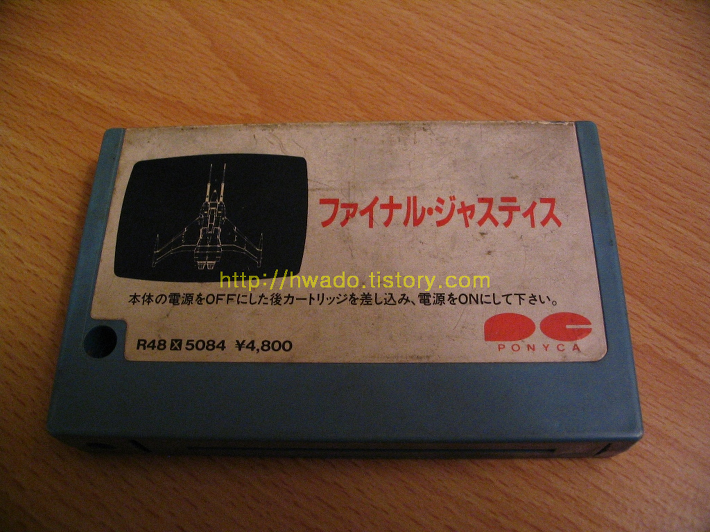 ファイナル・ジャスティス
http://hwado.tistory.com
本体の電源をOFFにした後カートリッジを差し込み、電源をONにして下さい。
R48 X 5084 ¥4,800
PONYCA